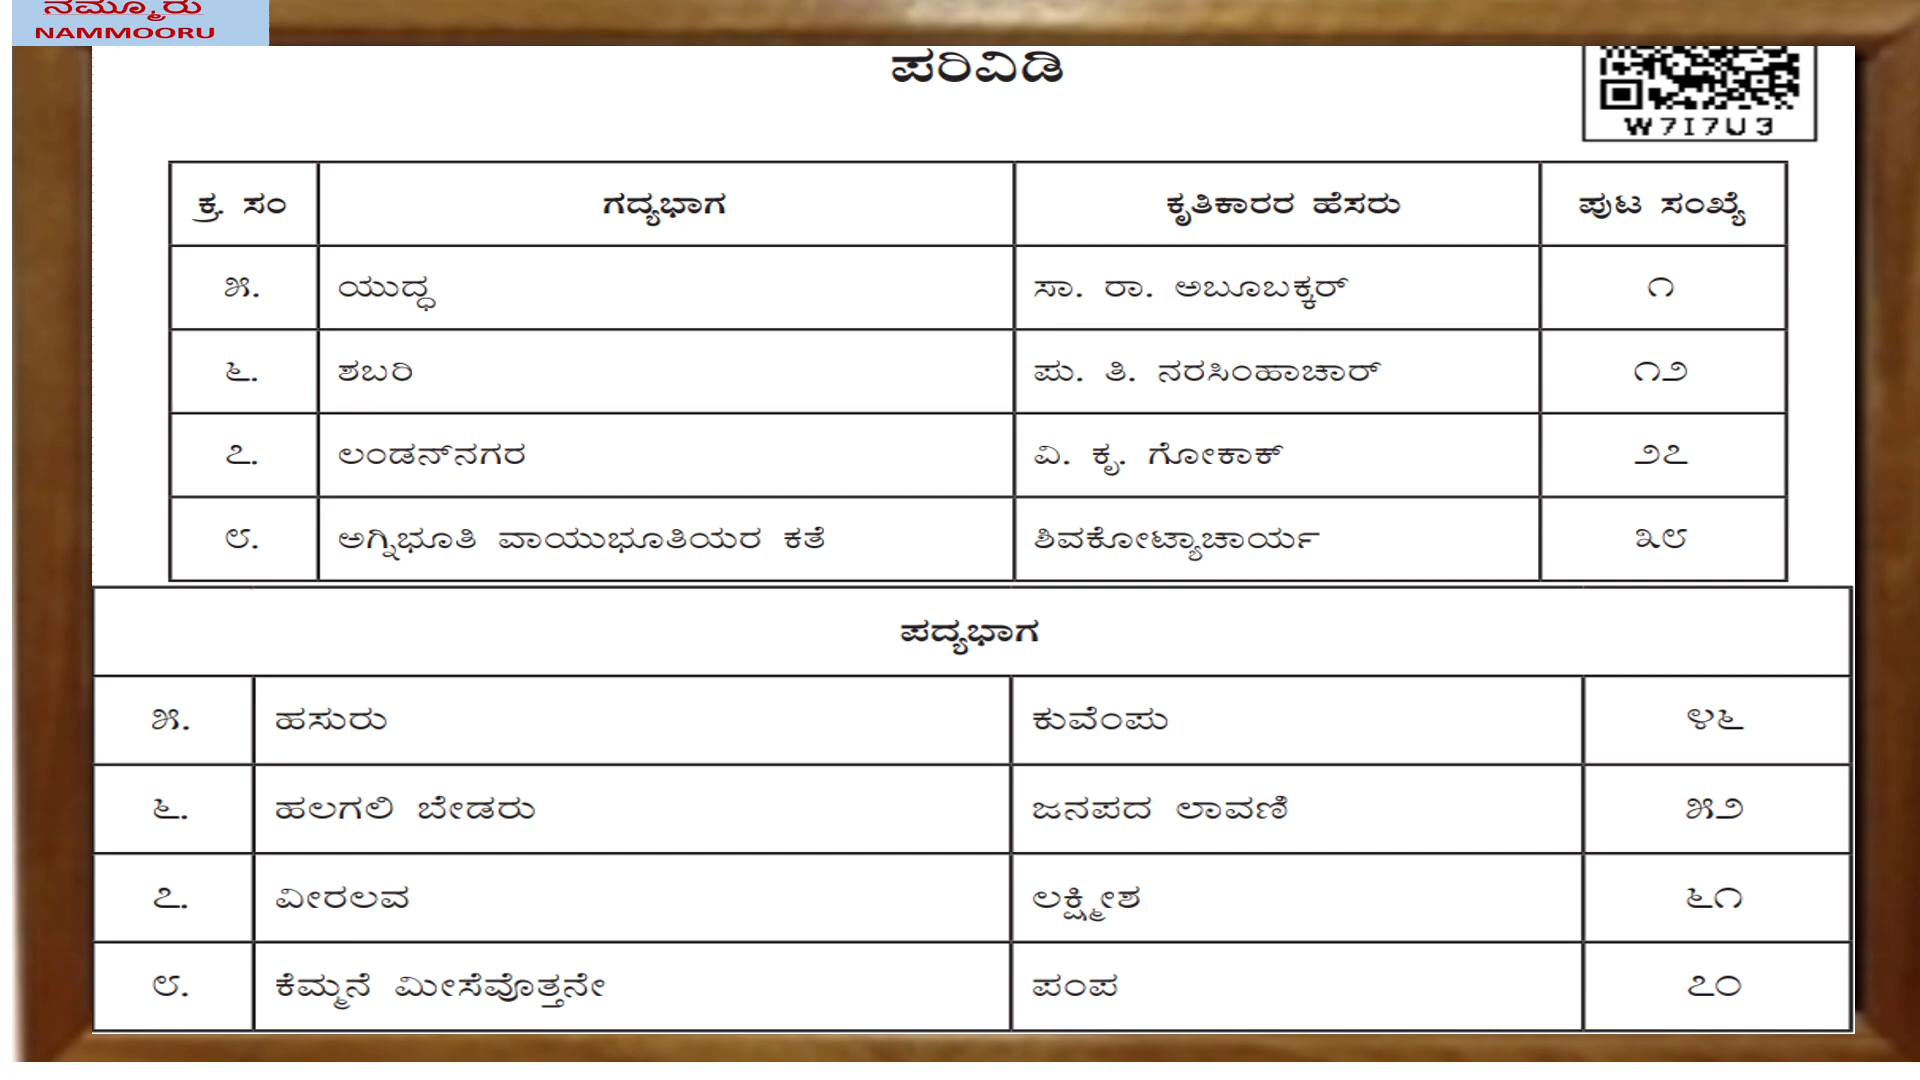 ನಮ್ಮೂರು
NAMMOORU
ಪರಿವಿಡಿ
W7I7U3
ಕ್ರ. ಸಂ ಗದ್ಯಭಾಗ ಕೃತಿಕಾರರ ಹೆಸರು ಪುಟ ಸಂಖ್ಯೆ
೫. ಯುದ್ಧ ಸಾ. ರಾ. ಅಬೂಬಕ್ಕರ್ ೧
೬. ಶಬರಿ ಪು. ತಿ. ನರಸಿಂಹಾಚಾರ್ ೧೨
೭. ಲಂಡನ್‌ನಗರ ವಿ. ಕೃ. ಗೋಕಾಕ್ ೨೭
೮. ಅಗ್ನಿಭೂತಿ ವಾಯುಭೂತಿಯರ ಕತೆ ಶಿವಕೋಟ್ಯಾಚಾರ್ಯ ೩೮
ಪದ್ಯಭಾಗ
೫. ಹಸುರು ಕುವೆಂಪು ೪೬
೬. ಹಲಗಲಿ ಬೇಡರು ಜನಪದ ಲಾವಣಿ ೫೨
೭. ವೀರಲವ ಲಕ್ಷ್ಮೀಶ ೬೧
೮. ಕೆಮ್ಮನೆ ಮೀಸೆವೊತ್ತನೇ ಪಂಪ ೭೦